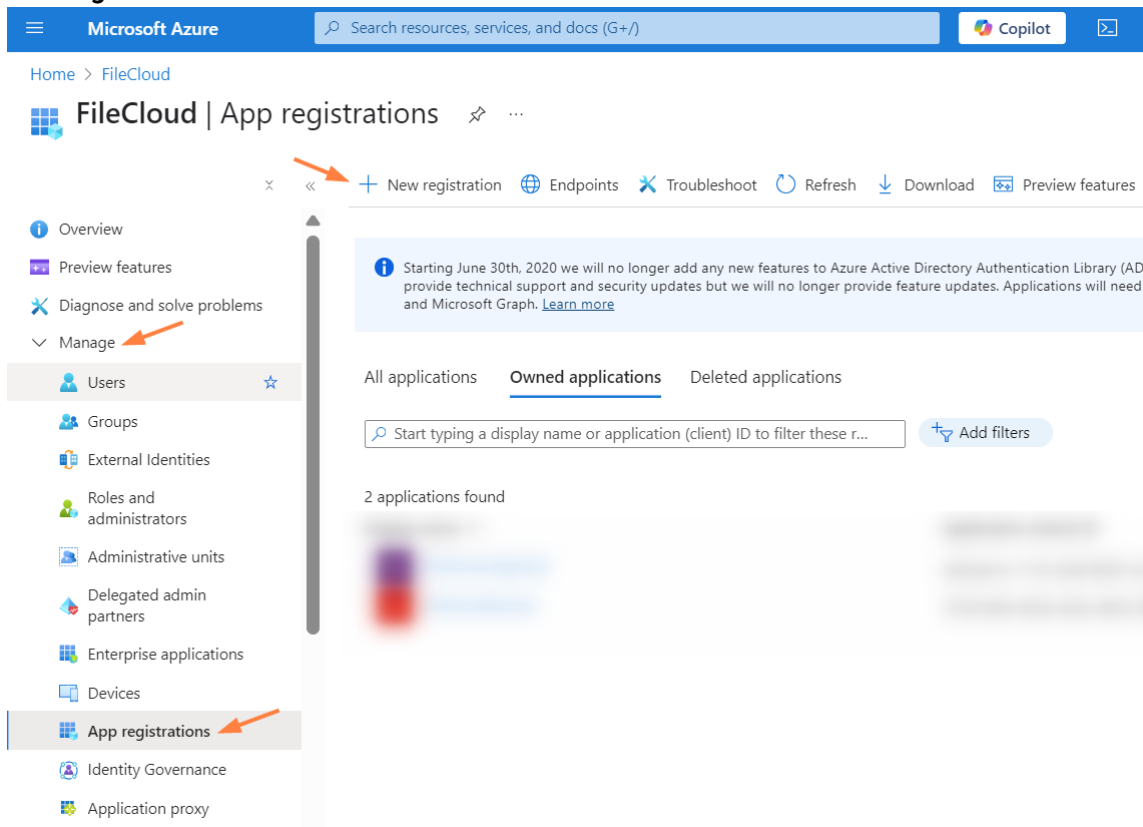 Microsoft Azure
Search resources, services, and docs (G+/)
Copilot
Home > FileCloud
FileCloud | App registrations
New registration
Endpoints
Troubleshoot
Refresh
Download
Preview features
Overview
Preview features
Diagnose and solve problems
Manage
Users
Groups
External Identities
Roles and
administrators
Administrative units
Delegated admin
partners
Enterprise applications
Devices
App registrations
Identity Governance
Application proxy
Starting June 30th, 2020 we will no longer add any new features to Azure Active Directory Authentication Library (AD
provide technical support and security updates but we will no longer provide feature updates. Applications will need
and Microsoft Graph. Learn more
All applications
Owned applications
Deleted applications
Start typing a display name or application (client) ID to filter these r...
Add filters
2 applications found